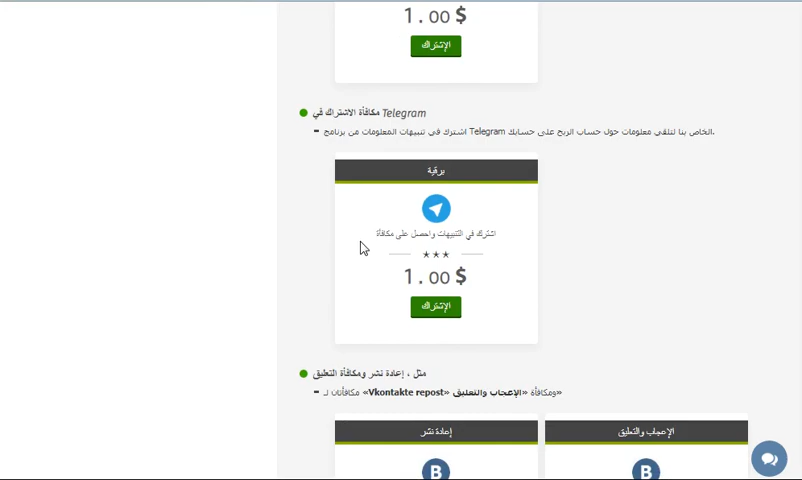 1.00 $
الإشتراك
مكافأة الاشتراك في Telegram
الخاص بنا لتلقي معلومات حول حساب الربح على حسابك Telegram اشترك في تنبيهات المعلومات من برنامج.
برقية
اشترك في التنبيهات واحصل على مكافأة
***
1.00 $
الإشتراك
مثل ، إعادة نشر ومكافأة التعليق
مكافأتان لـ «Vkontakte repost» ومكافأة «الإعجاب والتعليق»
إعادة نشر
الإعجاب والتعليق
B
B